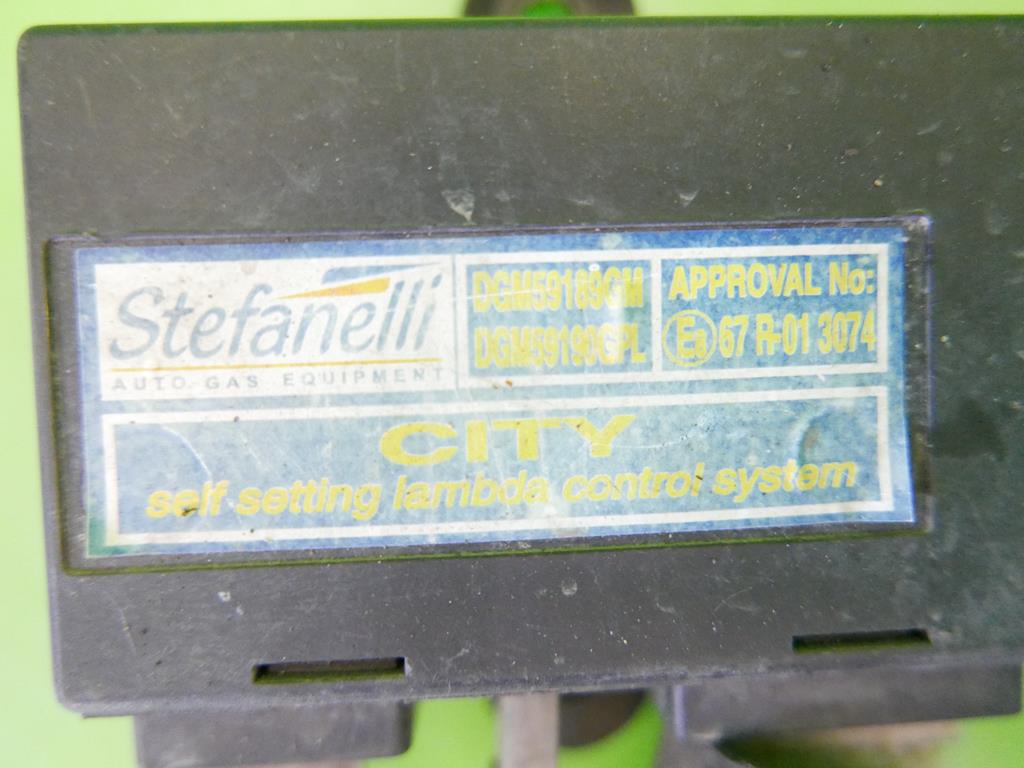 Stefanelli
AUTO GAS EQUIPMENT
DGM59189GM
DGM59190GPL
APPROVAL No:
E8 67 R-01 3074
CITY
self setting lambda control system